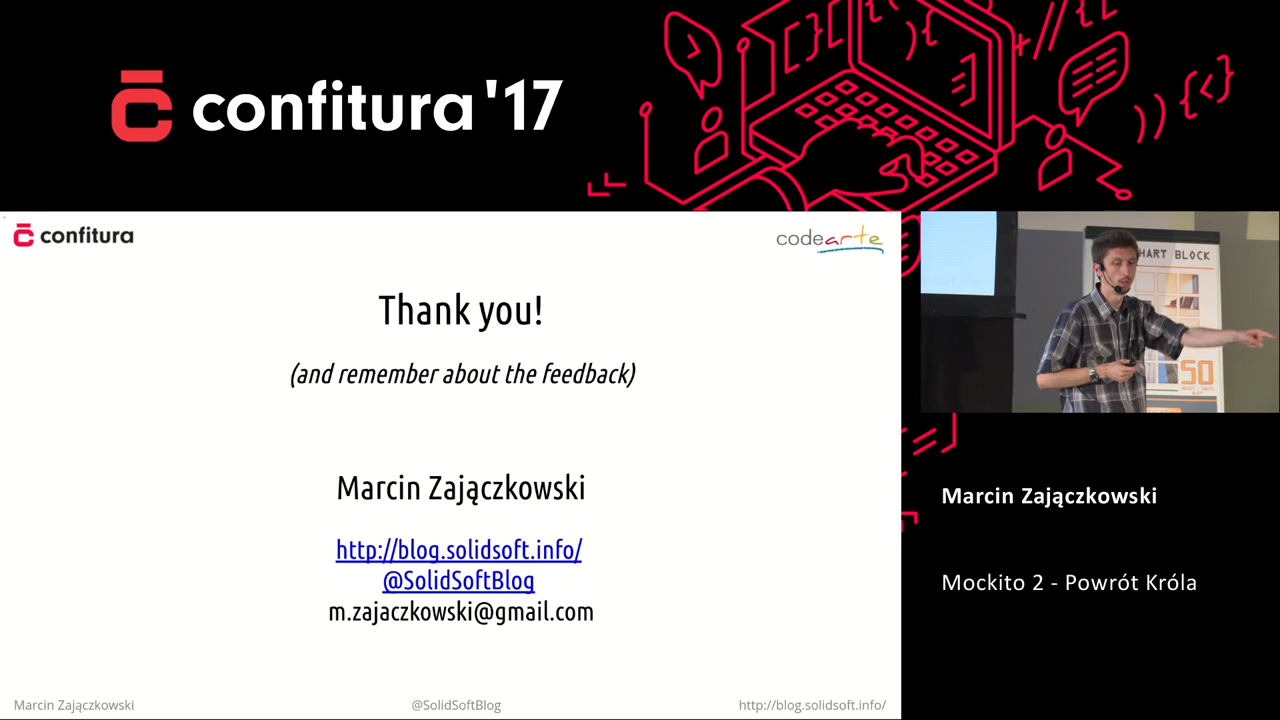 confitura '17
confitura
codearte
Thank you!
(and remember about the feedback)
Marcin Zajączkowski
http://blog.solidsoft.info/
@SolidSoftBlog
m.zajaczkowski@gmail.com
Marcin Zajączkowski
@SolidSoftBlog
http://blog.solidsoft.info/
HART BLOCK
50
Marcin Zajączkowski
Mockito 2 - Powrót Króla